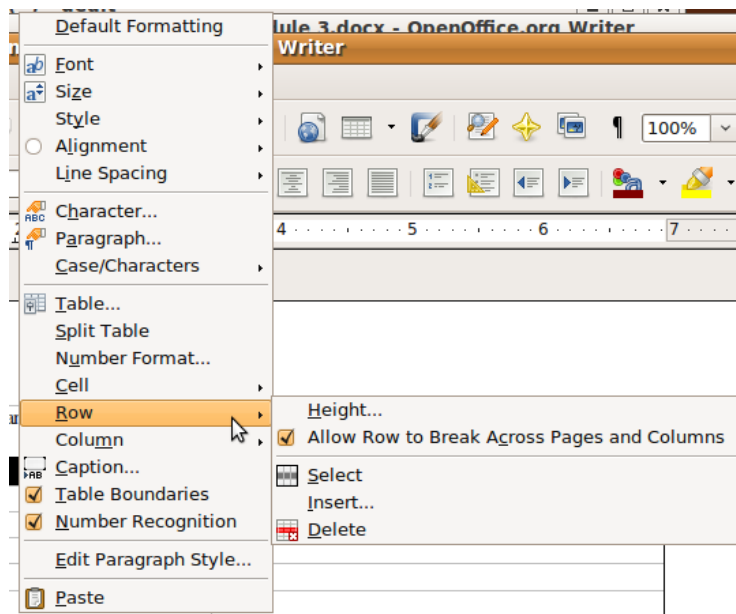 dule 3.docx - OpenOffice.org Writer
Writer
Default Formatting
Font
Size
Style
Alignment
Line Spacing
100%
ABC Character...
Paragraph...
Case/Characters
4 5 6 7
Table...
Split Table
Number Format...
Cell
Row
Column
Caption...
Table Boundaries
Number Recognition
Edit Paragraph Style...
Paste
Height...
Allow Row to Break Across Pages and Columns
Select
Insert...
Delete